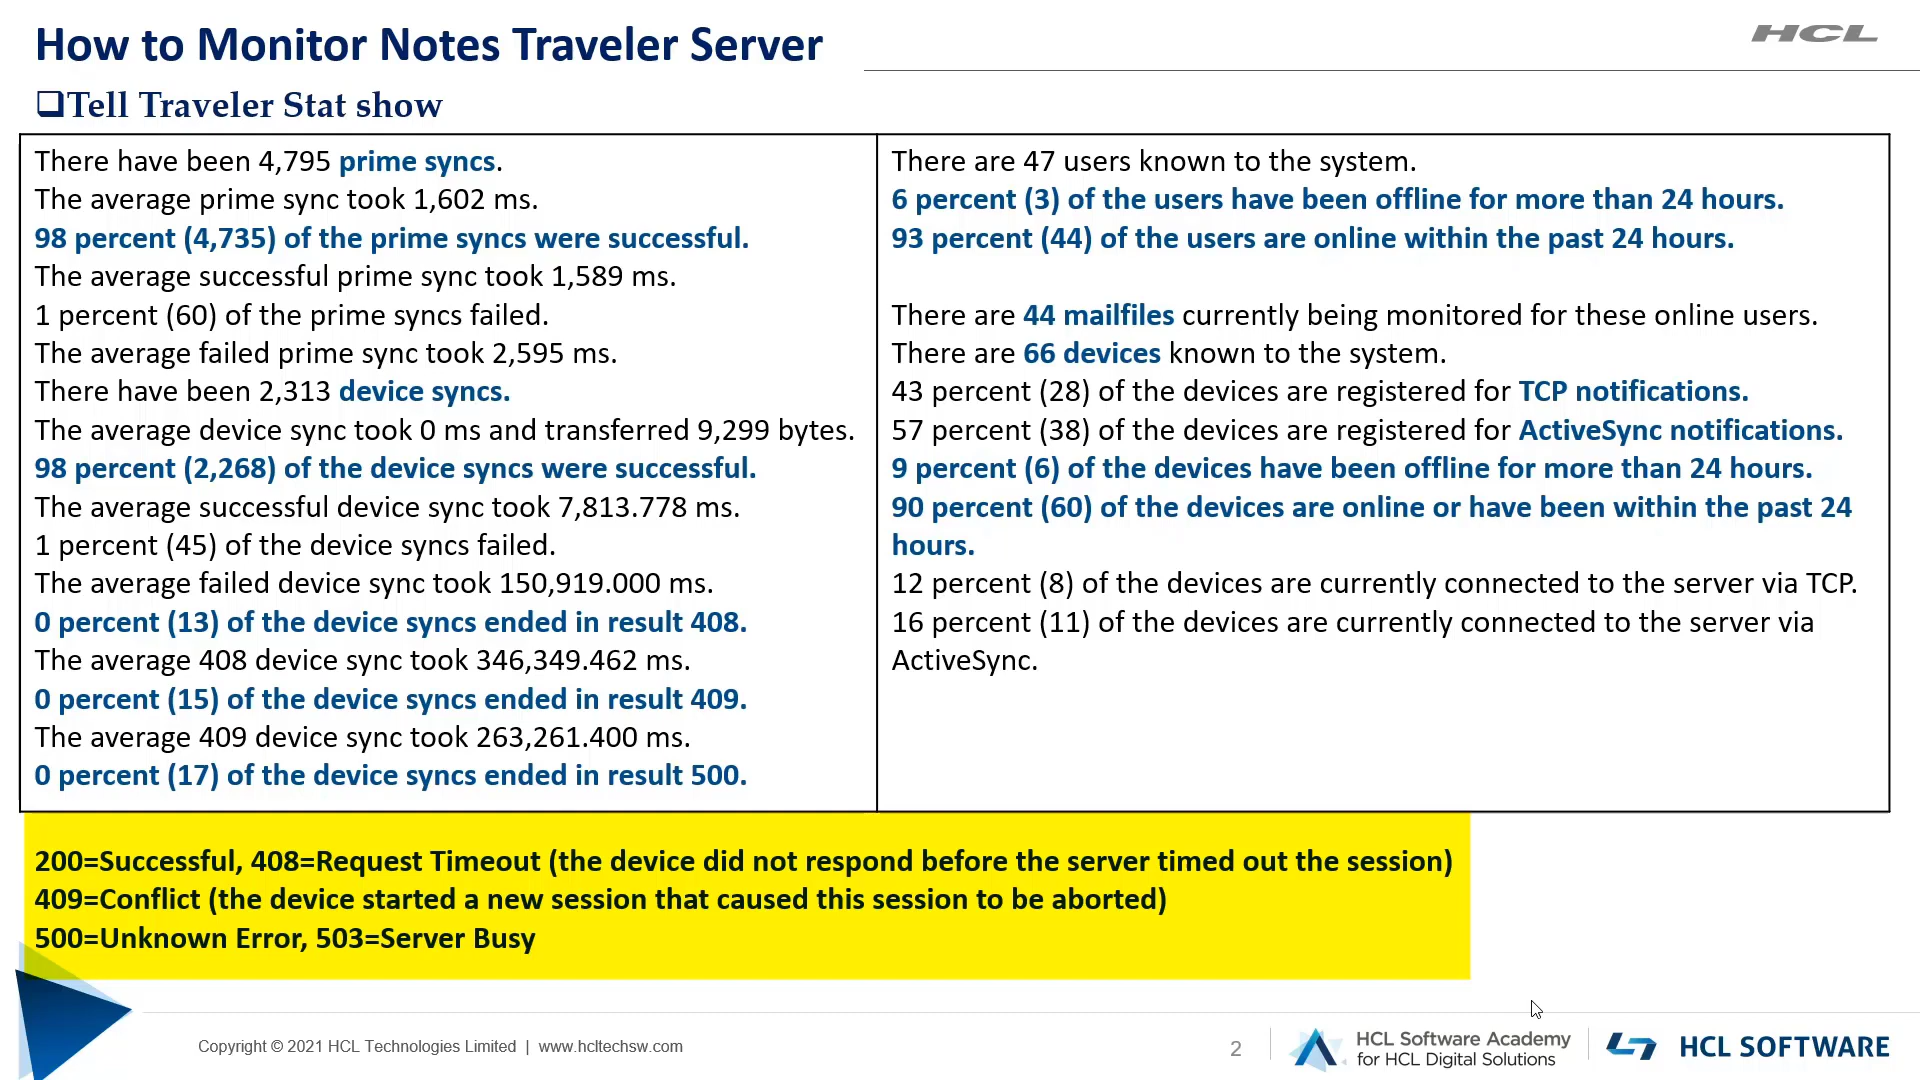 How to Monitor Notes Traveler Server
HCL
❑Tell Traveler Stat show
There have been 4,795 prime syncs.
The average prime sync took 1,602 ms.
98 percent (4,735) of the prime syncs were successful.
The average successful prime sync took 1,589 ms.
1 percent (60) of the prime syncs failed.
The average failed prime sync took 2,595 ms.
There have been 2,313 device syncs.
The average device sync took 0 ms and transferred 9,299 bytes.
98 percent (2,268) of the device syncs were successful.
The average successful device sync took 7,813.778 ms.
1 percent (45) of the device syncs failed.
The average failed device sync took 150,919.000 ms.
0 percent (13) of the device syncs ended in result 408.
The average 408 device sync took 346,349.462 ms.
0 percent (15) of the device syncs ended in result 409.
The average 409 device sync took 263,261.400 ms.
0 percent (17) of the device syncs ended in result 500.
There are 47 users known to the system.
6 percent (3) of the users have been offline for more than 24 hours.
93 percent (44) of the users are online within the past 24 hours.
There are 44 mailfiles currently being monitored for these online users.
There are 66 devices known to the system.
43 percent (28) of the devices are registered for TCP notifications.
57 percent (38) of the devices are registered for ActiveSync notifications.
9 percent (6) of the devices have been offline for more than 24 hours.
90 percent (60) of the devices are online or have been within the past 24
hours.
12 percent (8) of the devices are currently connected to the server via TCP.
16 percent (11) of the devices are currently connected to the server via
ActiveSync.
200=Successful, 408=Request Timeout (the device did not respond before the server timed out the session)
409=Conflict (the device started a new session that caused this session to be aborted)
500=Unknown Error, 503=Server Busy
Copyright © 2021 HCL Technologies Limited | www.hcltechsw.com
2
HCL Software Academy
for HCL Digital Solutions
HCL SOFTWARE